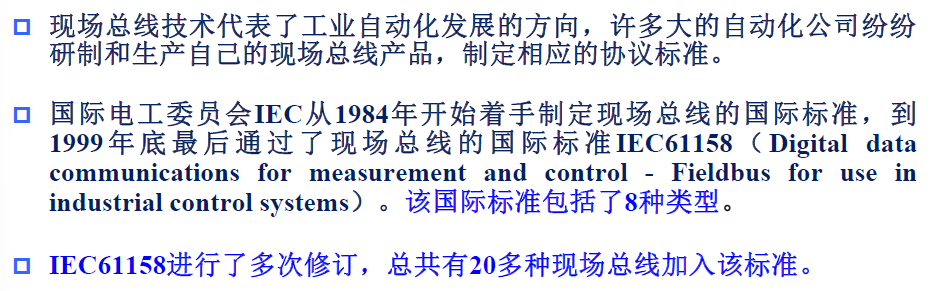 现场总线技术代表了工业自动化发展的方向，许多大的自动化公司纷纷
研制和生产自己的现场总线产品，制定相应的协议标准。
国际电工委员会IEC从1984年开始着手制定现场总线的国际标准，到
1999年底最后通过了现场总线的国际标准IEC61158（Digital data
communications for measurement and control - Fieldbus for use in
industrial control systems）。该国际标准包括了8种类型。
IEC61158进行了多次修订，总共有20多种现场总线加入该标准。